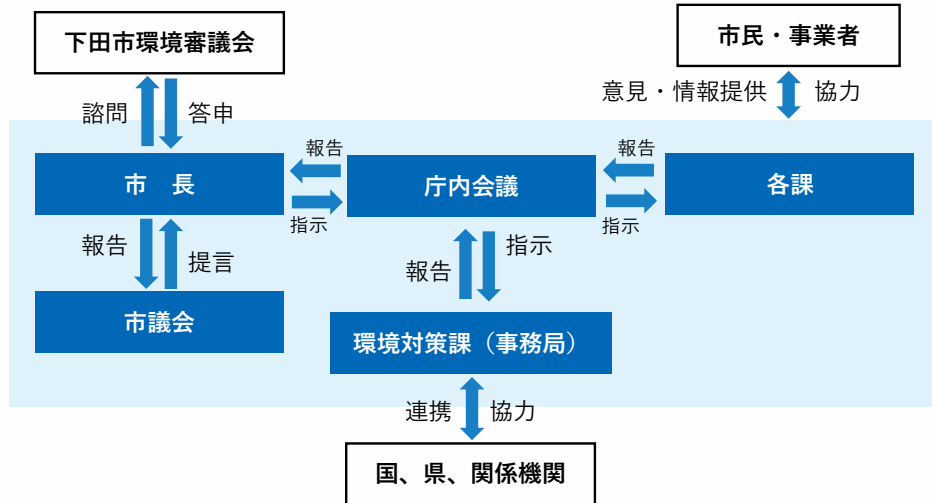 下田市環境審議会
市民・事業者
諮問
答申
意見・情報提供
協力
市　長
報告
指示
庁内会議
報告
指示
各課
報告
提言
報告
指示
市議会
環境対策課（事務局）
連携
協力
国、県、関係機関